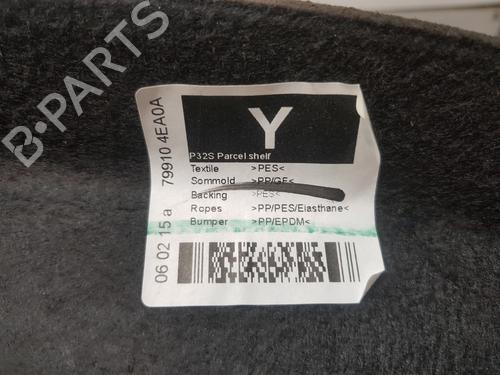 B-PARTS
Y
P32S Parcel shelf
Textile >PES<
Sommold >PP/GF<
Backing >PES<
Ropes >PP/PES/Elasthane<
Bumper >PP/EPDM<
06 02 15 a 79910 4EA0A